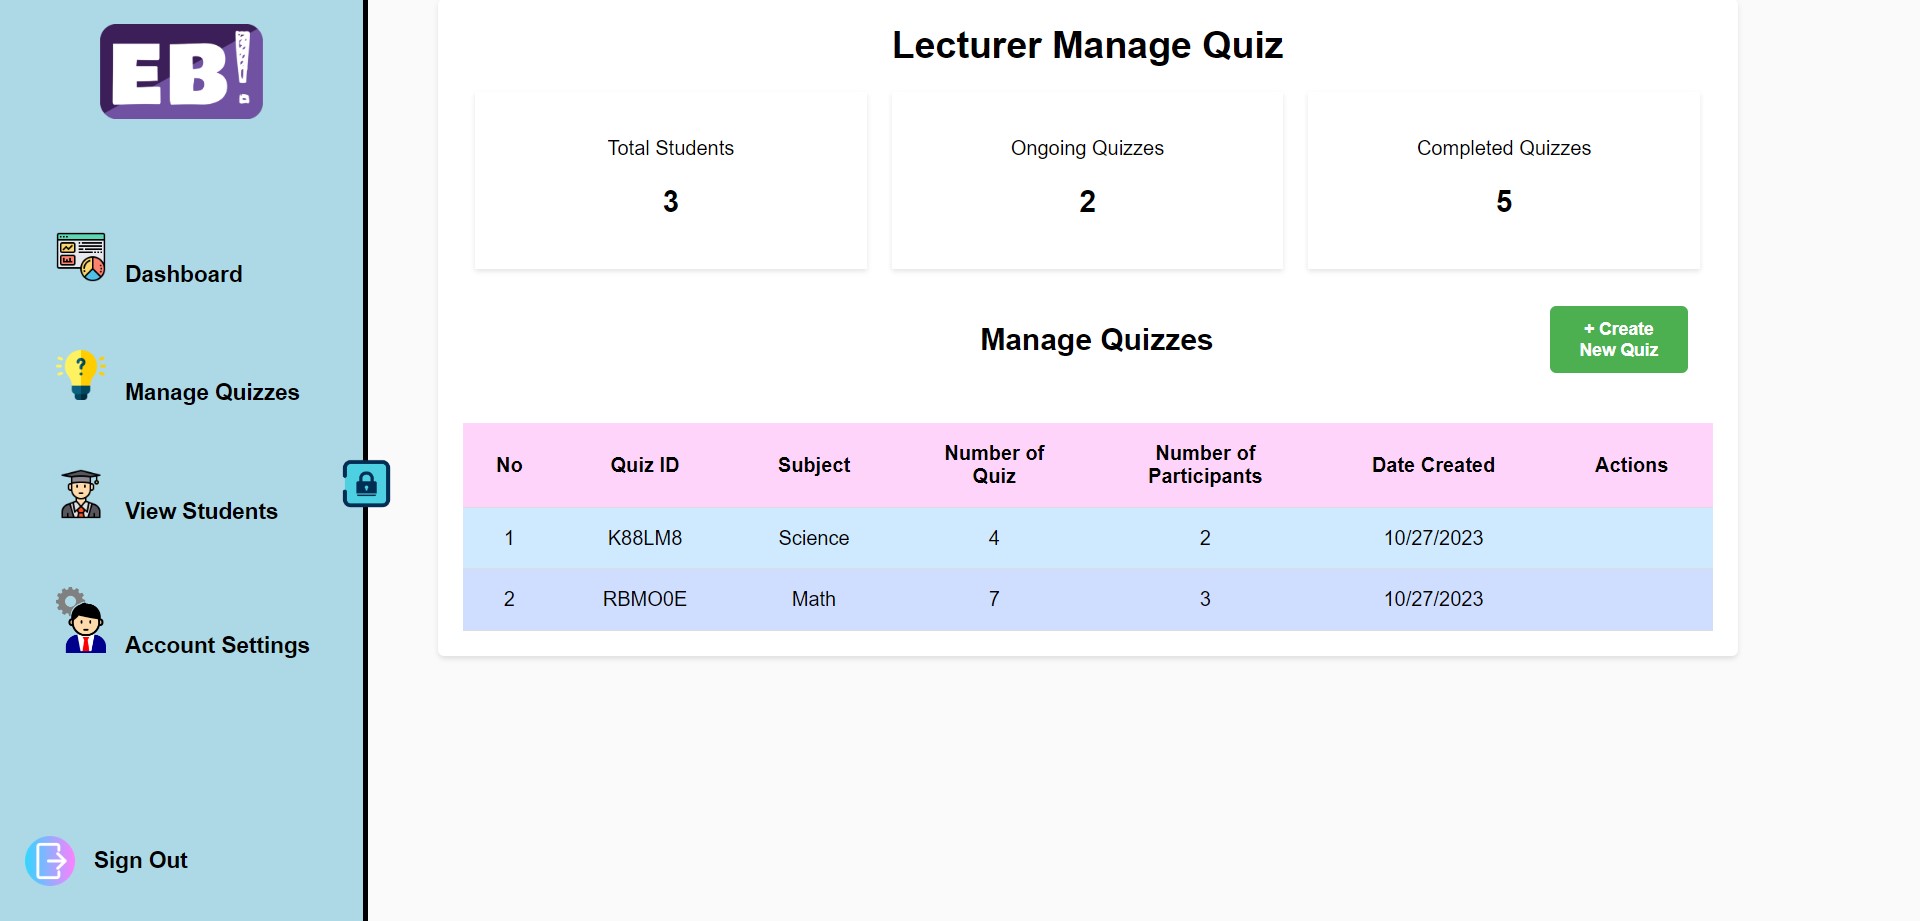 EB!
Dashboard
Manage Quizzes
View Students
Account Settings
Sign Out
Lecturer Manage Quiz
Total Students
3
Ongoing Quizzes
2
Completed Quizzes
5
Manage Quizzes
+ Create
New Quiz
No Quiz ID Subject Number of Quiz Number of Participants Date Created Actions
1 K88LM8 Science 4 2 10/27/2023
2 RBMO0E Math 7 3 10/27/2023